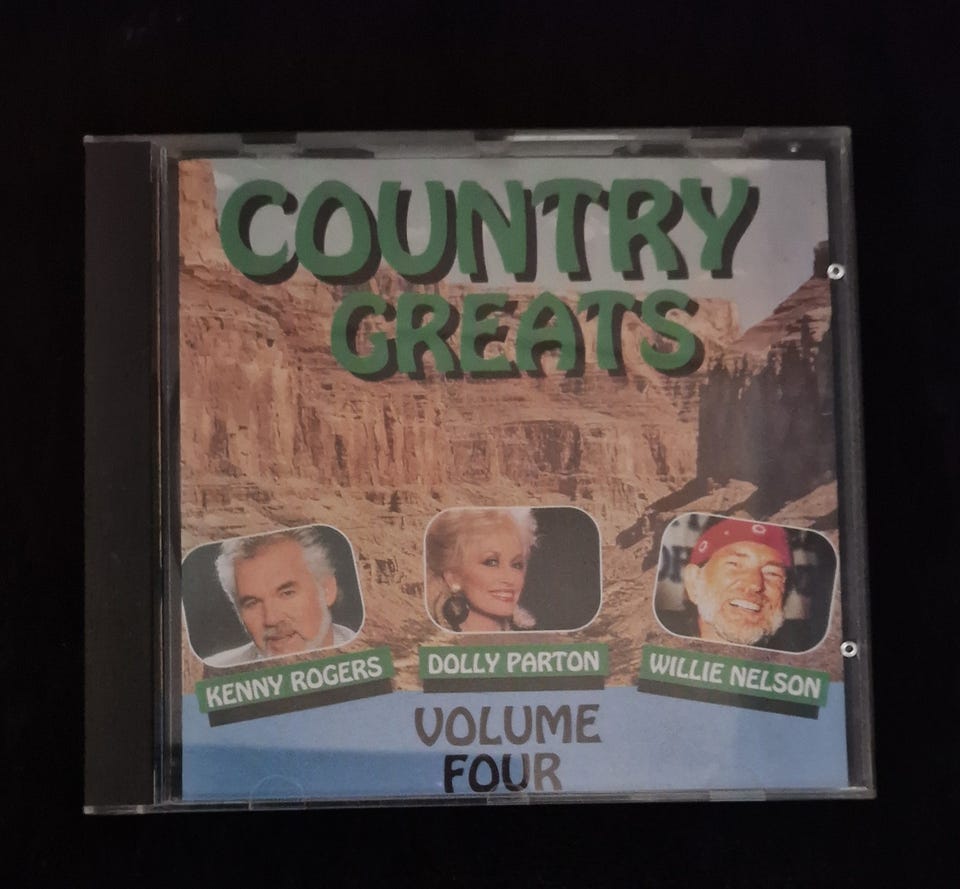 COUNTRY
GREATS
KENNY ROGERS
DOLLY PARTON
WILLIE NELSON
VOLUME
FOUR